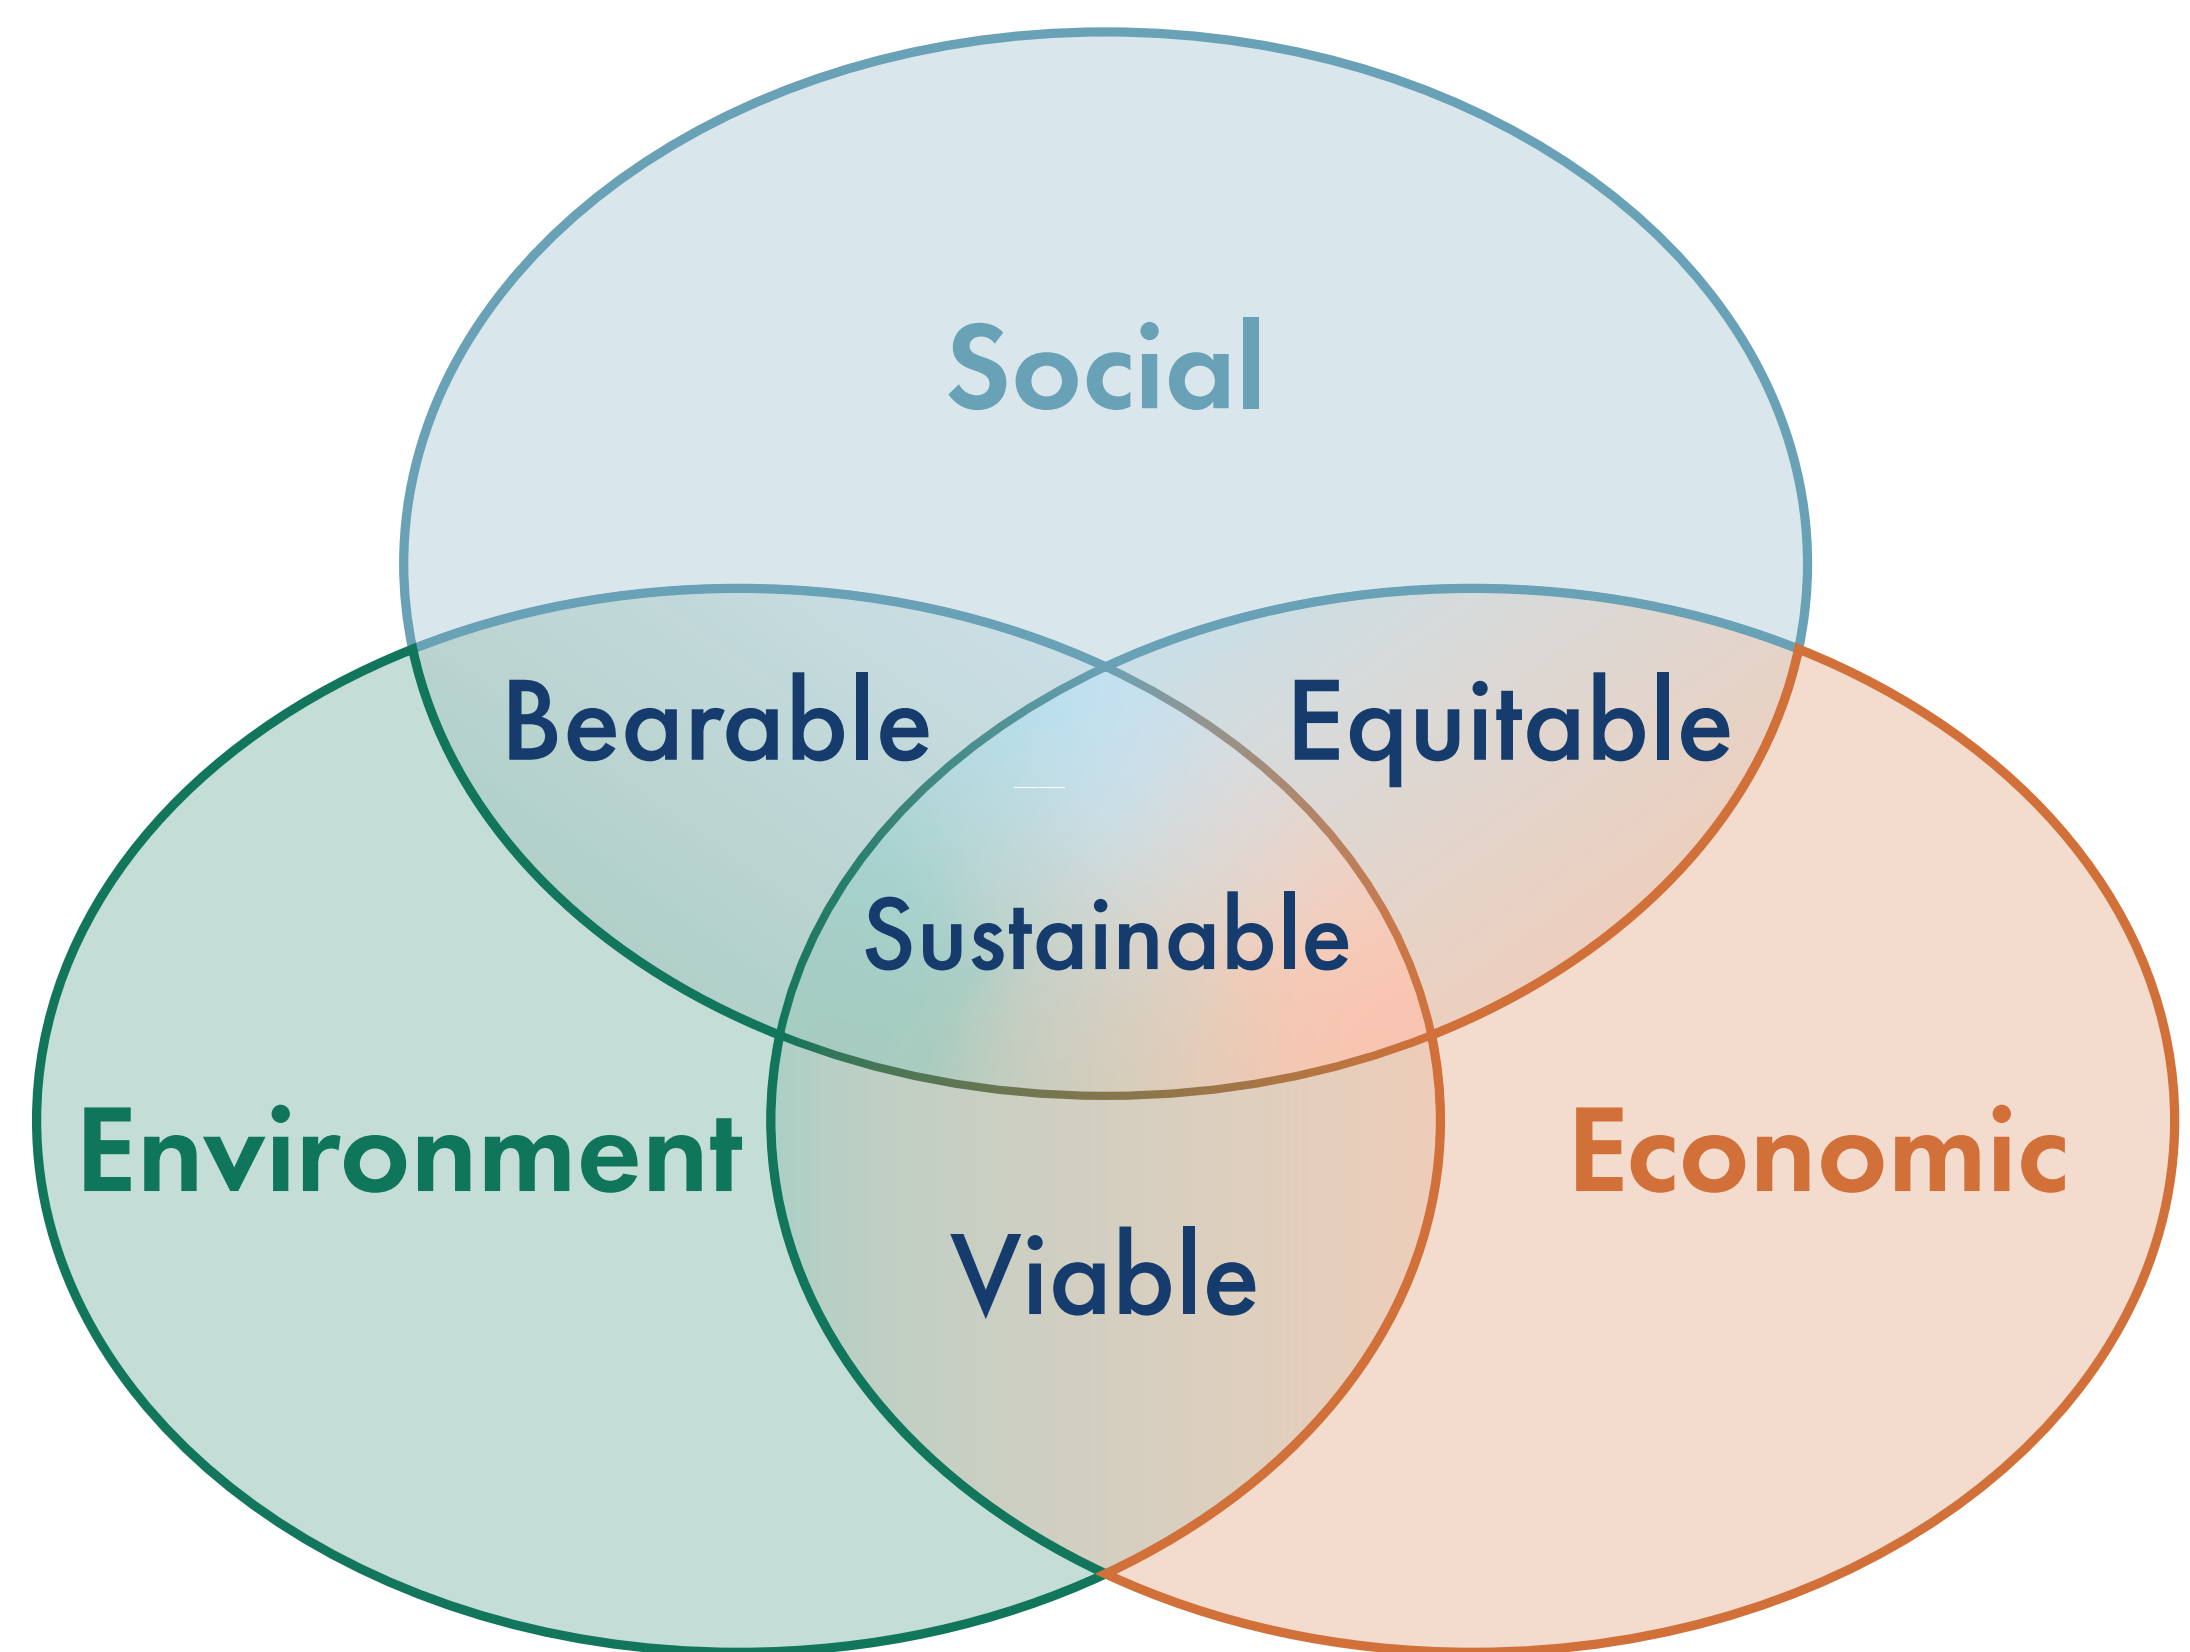 Social
Bearable
Equitable
Sustainable
Environment
Economic
Viable